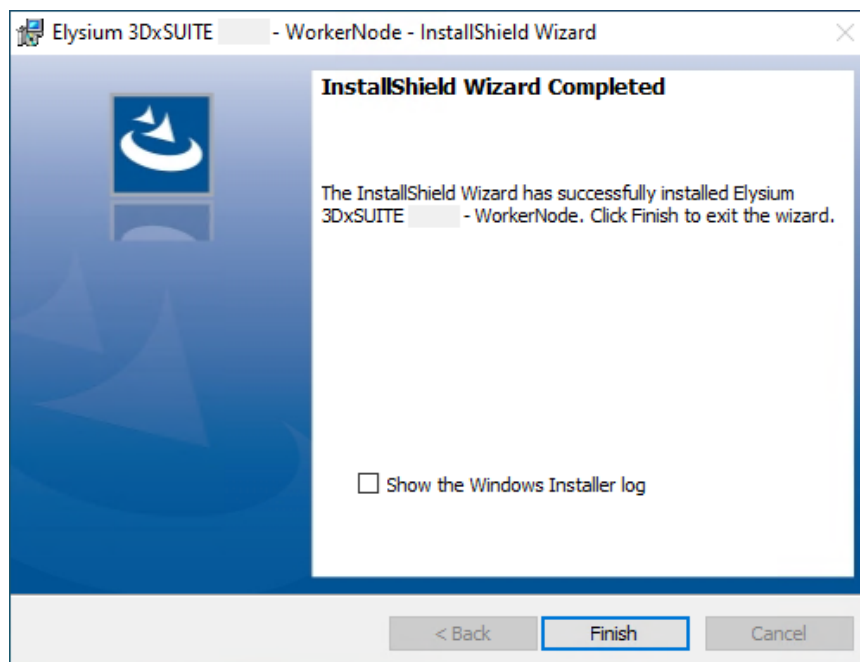 Elysium 3DxSUITE - WorkerNode - InstallShield Wizard
InstallShield Wizard Completed
The InstallShield Wizard has successfully installed Elysium
3DxSUITE - WorkerNode. Click Finish to exit the wizard.
Show the Windows Installer log
< Back Finish Cancel